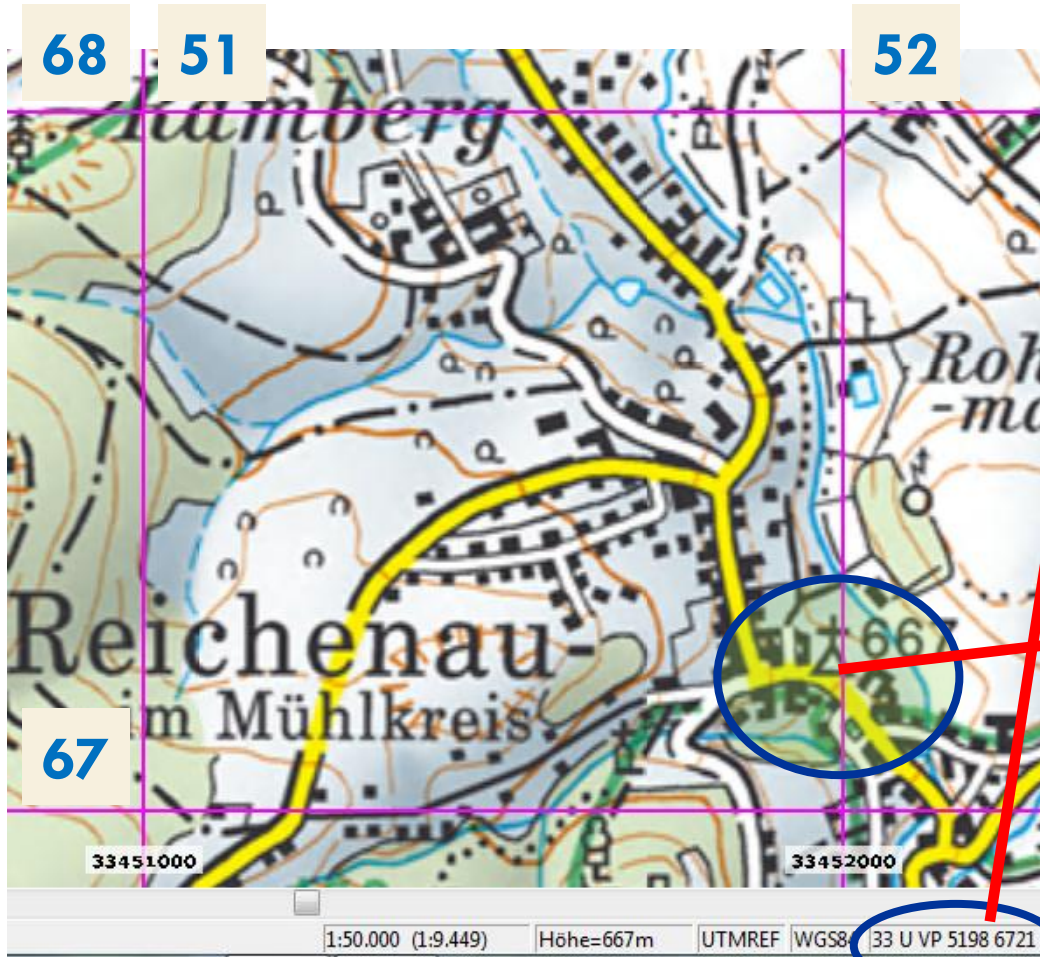 68 51 52
Ramberg
Roh
Reichenau-
im Mühlkreis
667
67
33451000 33452000
1:50.000 (1:9.449) Höhe=667m UTMREF WGS84 33 U VP 5198 6721